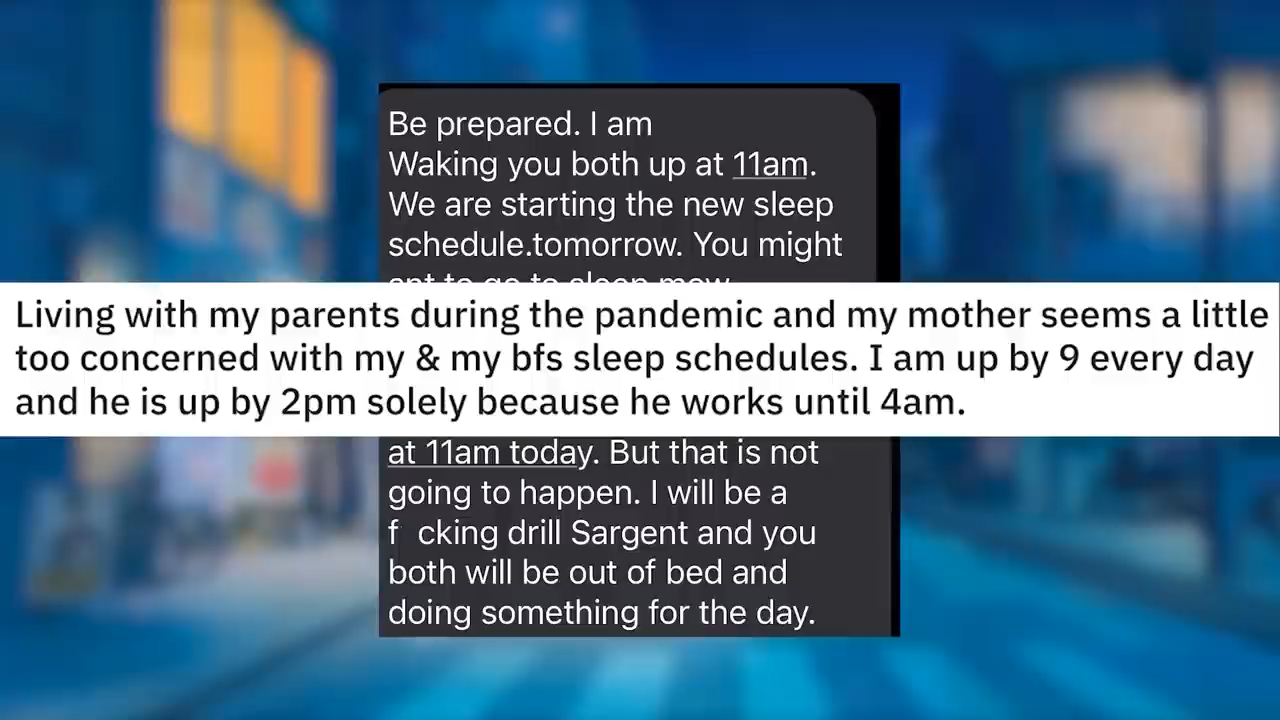 Be prepared. I am
Waking you both up at 11am.
We are starting the new sleep
schedule.tomorrow. You might
to go to sleep
Living with my parents during the pandemic and my mother seems a little
too concerned with my & my bfs sleep schedules. I am up by 9 every day
and he is up by 2pm solely because he works until 4am.
at 11am today. But that is not
going to happen. I will be a
f cking drill Sargent and you
both will be out of bed and
doing something for the day.